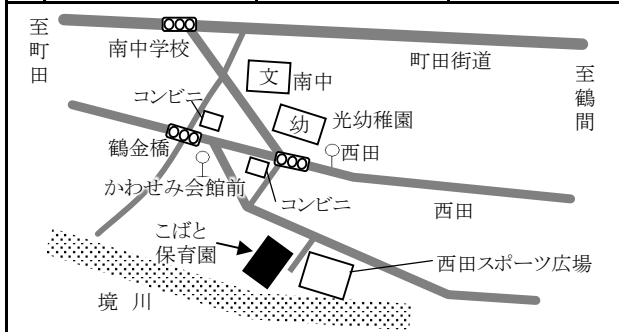 至町田
南中学校
町田街道
至鶴間
文
南中
コンビニ
幼
光幼稚園
鶴金橋
西田
かわせみ会館前
コンビニ
西田
こばと
保育園
西田スポーツ広場
境川